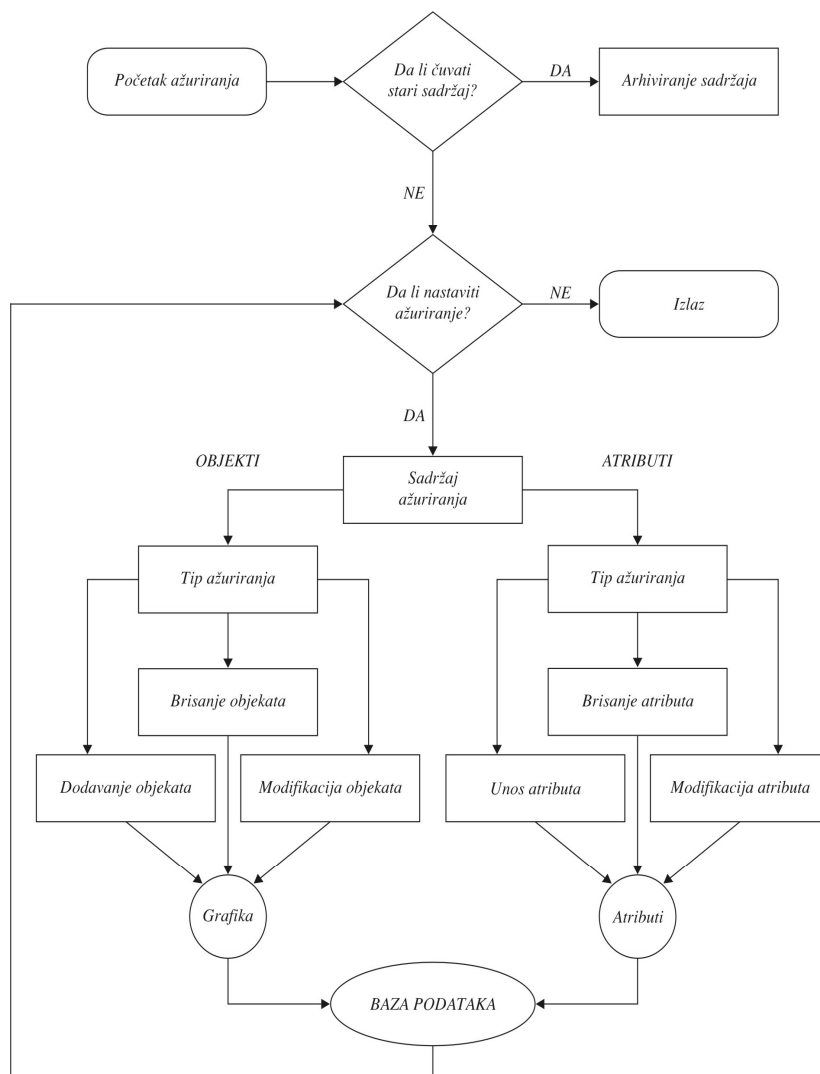 Početak ažuriranja
Da li čuvati
stari sadržaj?
DA
Arhiviranje sadržaja
NE
Da li nastaviti
ažuriranje?
NE
Izlaz
DA
OBJEKTI
Sadržaj
ažuriranja
ATRIBUTI
Tip ažuriranja
Tip ažuriranja
Brisanje objekata
Brisanje atributa
Dodavanje objekata
Modifikacija objekata
Unos atributa
Modifikacija atributa
Grafika
Atributi
BAZA PODATAKA